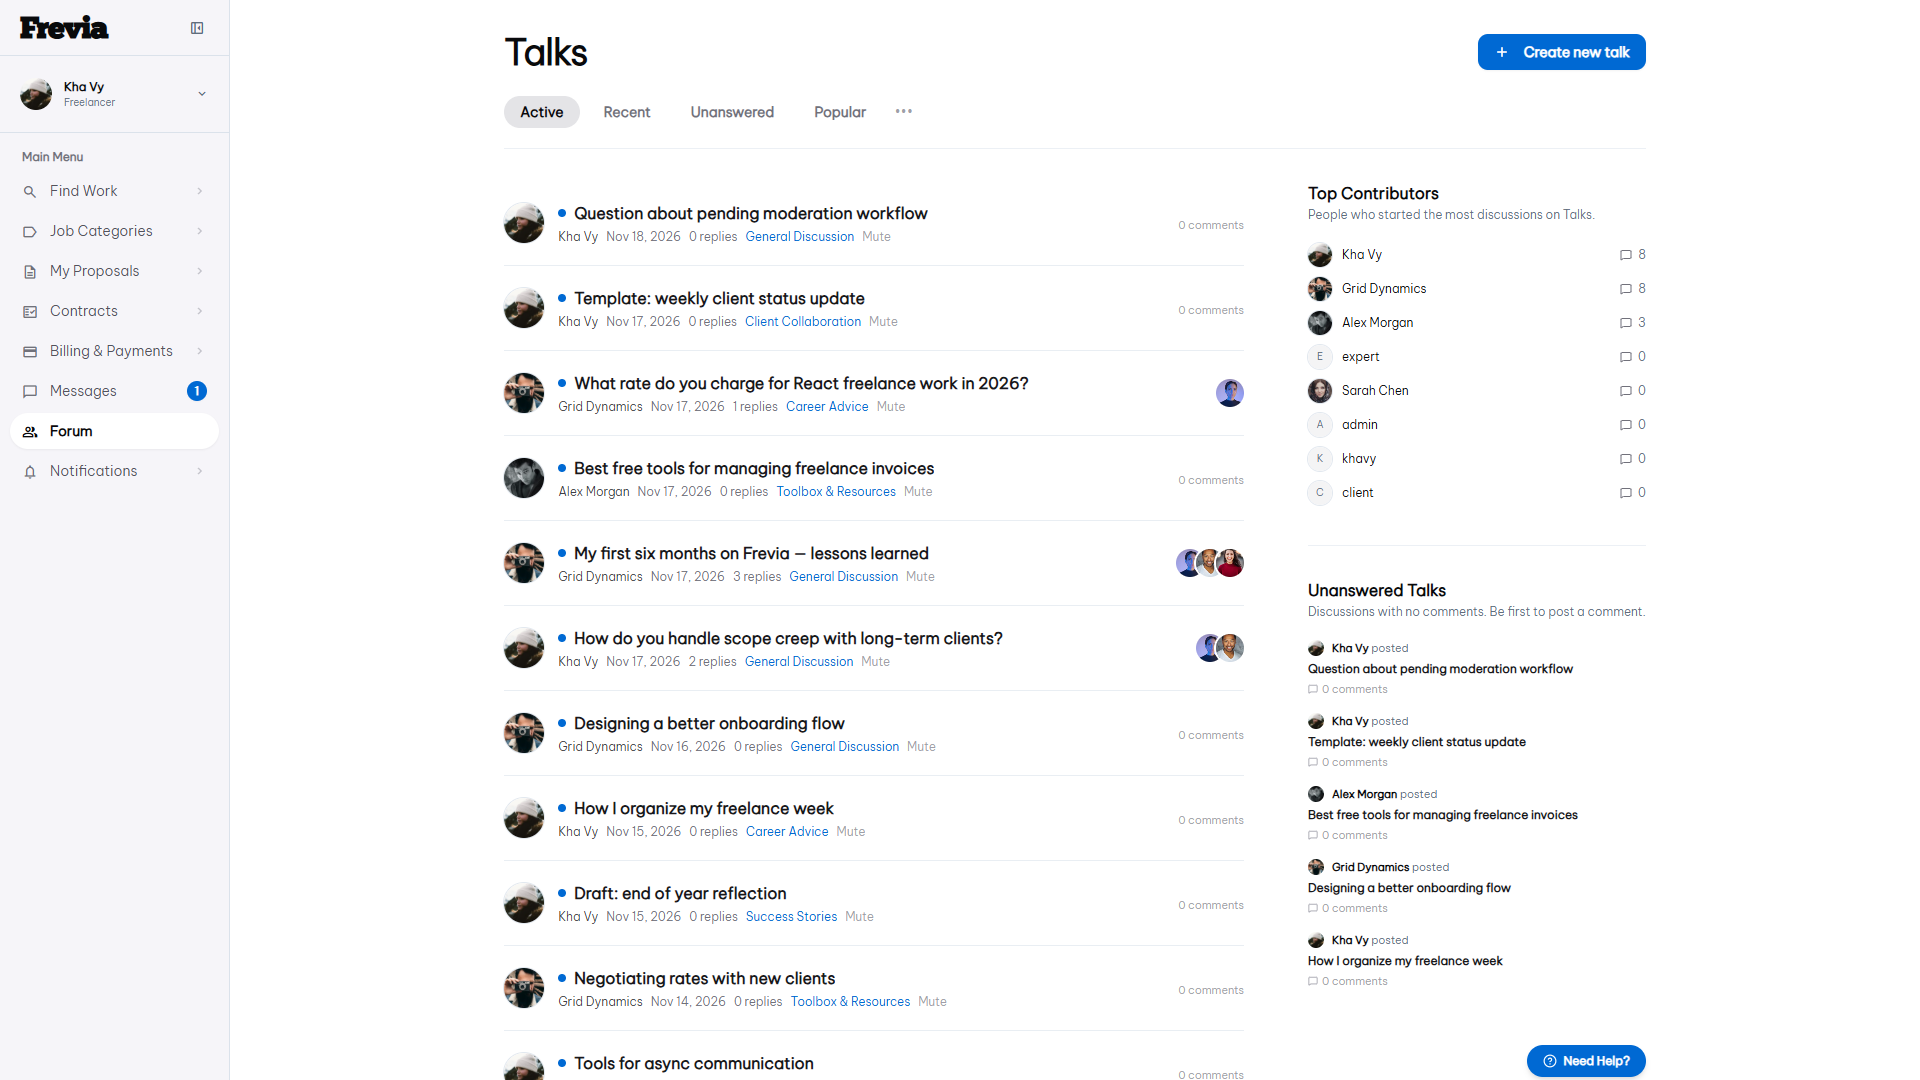 Frevia
Kha Vy
Freelancer
Main Menu
Find Work
Job Categories
My Proposals
Contracts
Billing & Payments
Messages 1
Forum
Notifications
Talks
+ Create new talk
Active Recent Unanswered Popular •••
Question about pending moderation workflow
Kha Vy Nov 18, 2026 0 replies General Discussion Mute
0 comments
Template: weekly client status update
Kha Vy Nov 17, 2026 0 replies Client Collaboration Mute
0 comments
What rate do you charge for React freelance work in 2026?
Grid Dynamics Nov 17, 2026 1 replies Career Advice Mute
Best free tools for managing freelance invoices
Alex Morgan Nov 17, 2026 0 replies Toolbox & Resources Mute
0 comments
My first six months on Frevia — lessons learned
Grid Dynamics Nov 17, 2026 3 replies General Discussion Mute
How do you handle scope creep with long-term clients?
Kha Vy Nov 17, 2026 2 replies General Discussion Mute
Designing a better onboarding flow
Grid Dynamics Nov 16, 2026 0 replies General Discussion Mute
0 comments
How I organize my freelance week
Kha Vy Nov 15, 2026 0 replies Career Advice Mute
0 comments
Draft: end of year reflection
Kha Vy Nov 15, 2026 0 replies Success Stories Mute
0 comments
Negotiating rates with new clients
Grid Dynamics Nov 14, 2026 0 replies Toolbox & Resources Mute
0 comments
Tools for async communication
0 comments
Top Contributors
People who started the most discussions on Talks.
Kha Vy 8
Grid Dynamics 8
Alex Morgan 3
E expert 0
Sarah Chen 0
A admin 0
K khavy 0
C client 0
Unanswered Talks
Discussions with no comments. Be first to post a comment.
Kha Vy posted
Question about pending moderation workflow
0 comments
Kha Vy posted
Template: weekly client status update
0 comments
Alex Morgan posted
Best free tools for managing freelance invoices
0 comments
Grid Dynamics posted
Designing a better onboarding flow
0 comments
Kha Vy posted
How I organize my freelance week
0 comments
Need Help?